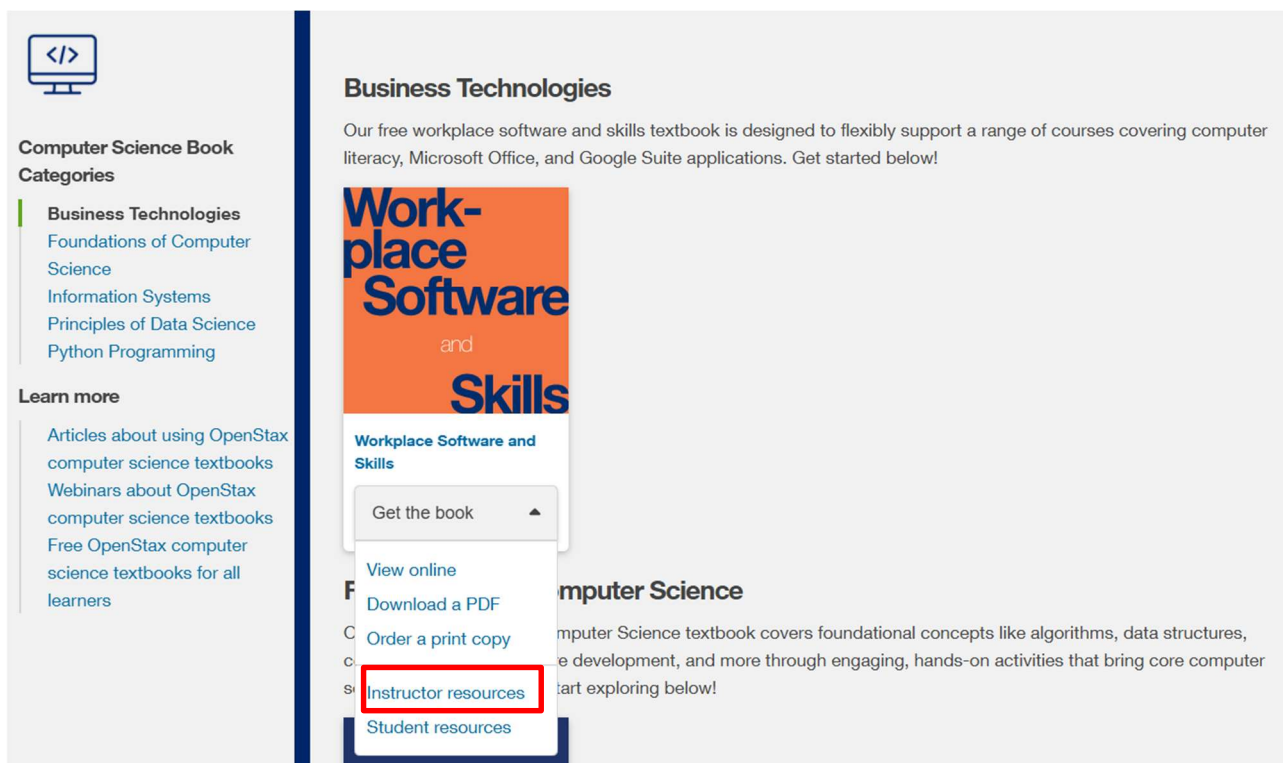 </>
Computer Science Book
Categories
Business Technologies
Foundations of Computer
Science
Information Systems
Principles of Data Science
Python Programming
Learn more
Articles about using OpenStax
computer science textbooks
Webinars about OpenStax
computer science textbooks
Free OpenStax computer
science textbooks for all
learners
Business Technologies
Our free workplace software and skills textbook is designed to flexibly support a range of courses covering computer
literacy, Microsoft Office, and Google Suite applications. Get started below!
Work-
place
Software
and
Skills
Workplace Software and
Skills
Get the book
View online
Download a PDF
Order a print copy
Instructor resources
Student resources
Computer Science
Computer Science textbook covers foundational concepts like algorithms, data structures,
development, and more through engaging, hands-on activities that bring core computer
start exploring below!